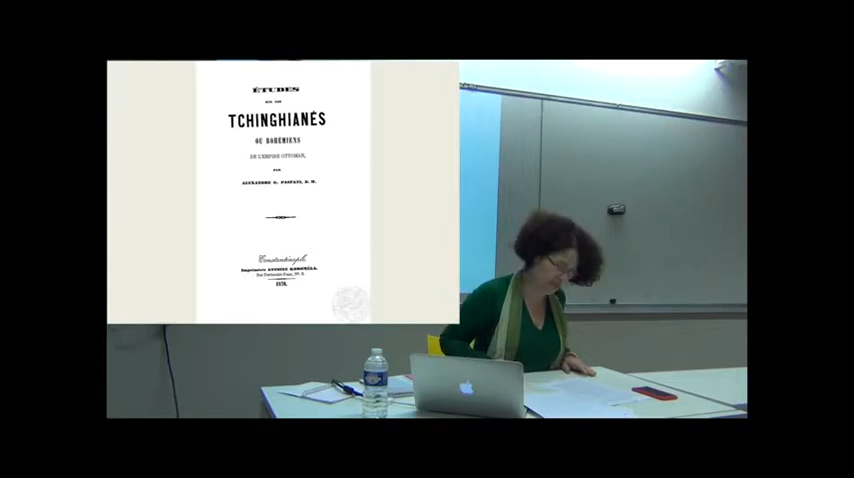 ÉTUDES
SUR LES
TCHINGHIANÉS
OU BOHÉMIENS
DE L'EMPIRE OTTOMAN,
PAR
ALEXANDRE G. PASPATI, D. M.
Constantinople
Imprimerie ANTOINE KOROMÉLA,
1870.